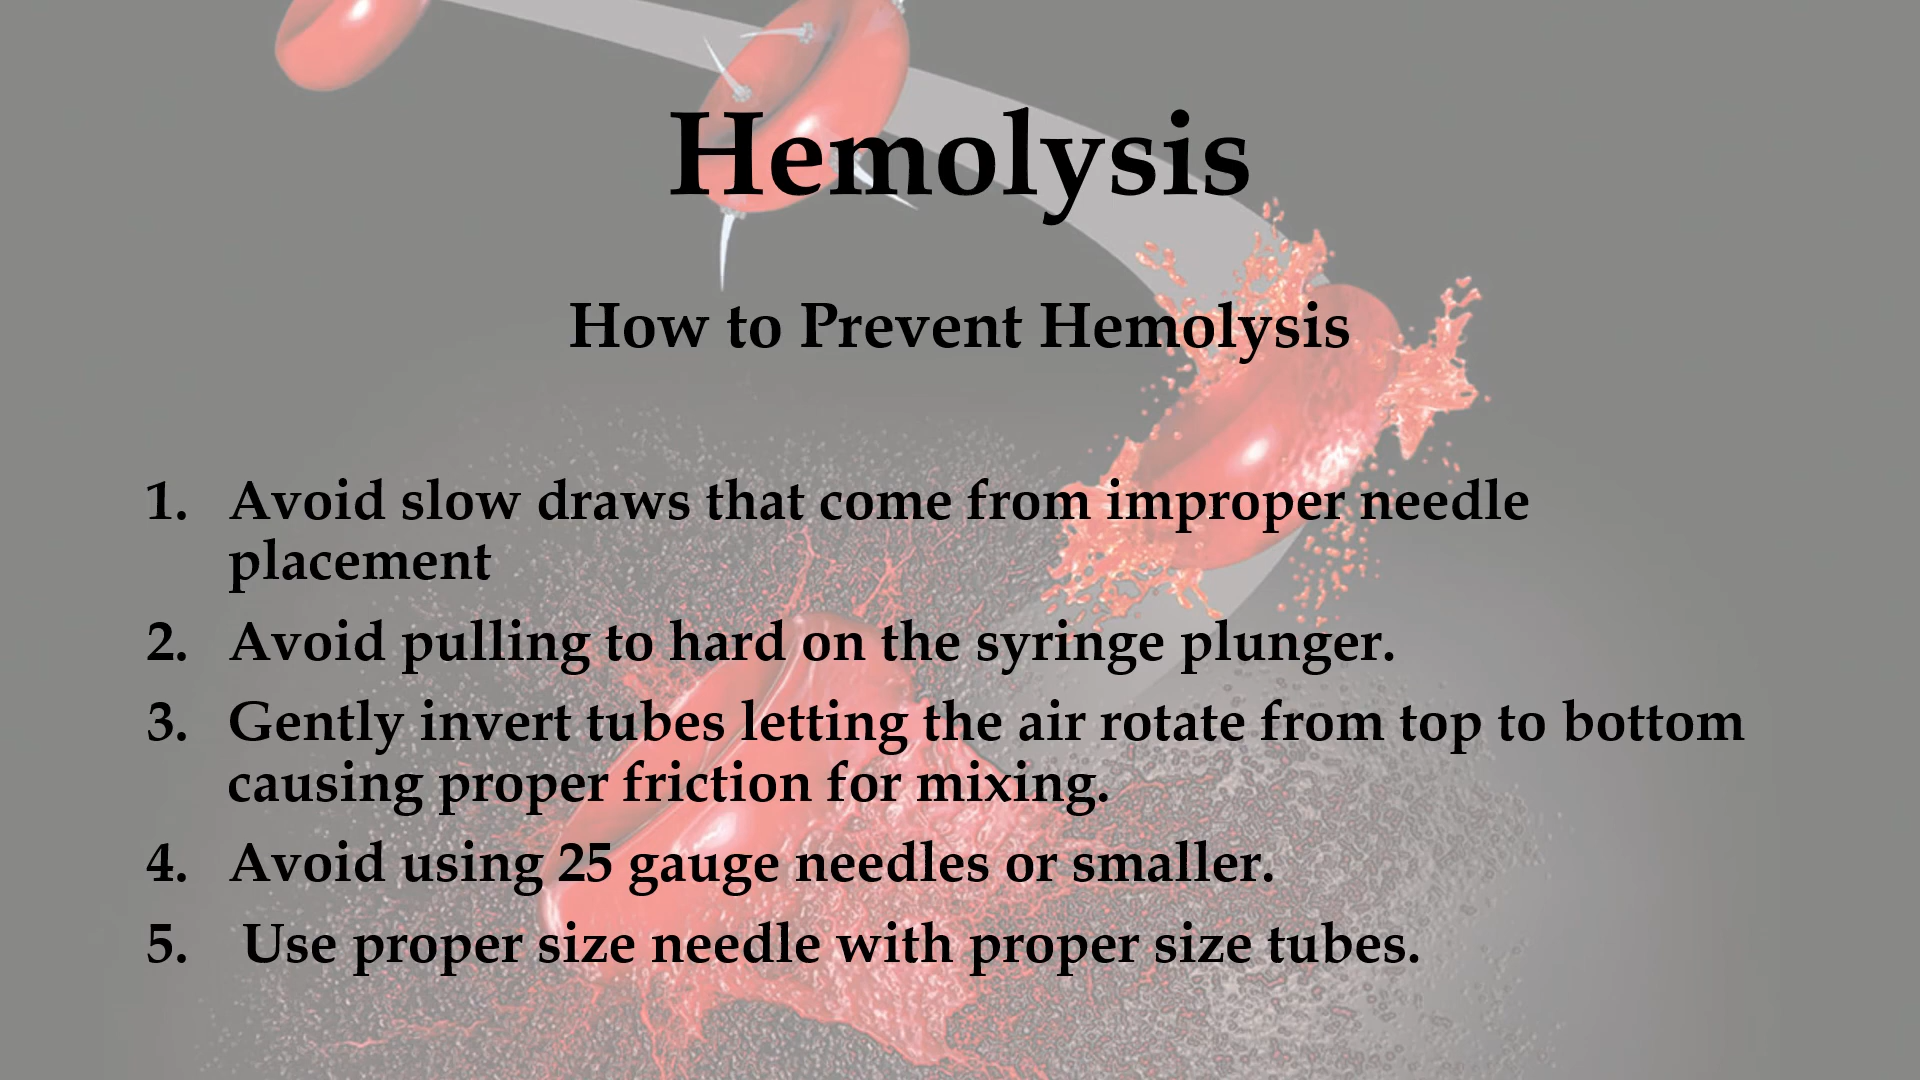 Hemolysis
How to Prevent Hemolysis
1. Avoid slow draws that come from improper needle
placement
2. Avoid pulling to hard on the syringe plunger.
3. Gently invert tubes letting the air rotate from top to bottom
causing proper friction for mixing.
4. Avoid using 25 gauge needles or smaller.
5. Use proper size needle with proper size tubes.